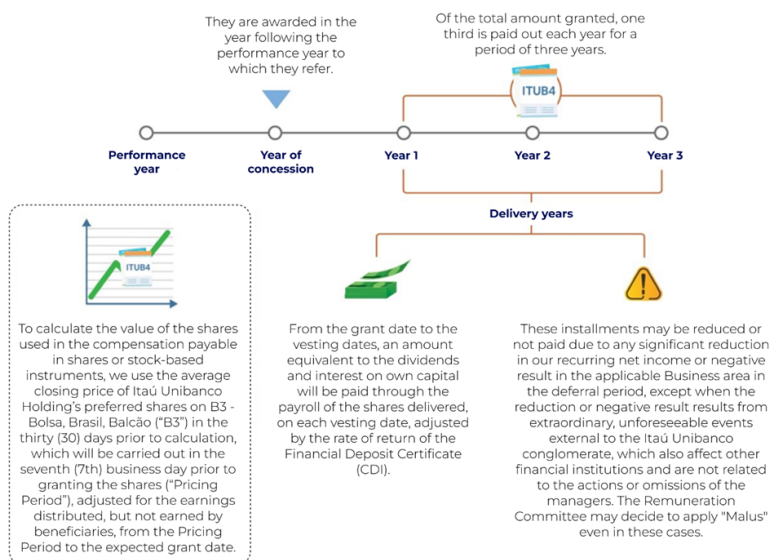 They are awarded in the
year following the
performance year to
which they refer.
Of the total amount granted, one
third is paid out each year for a
period of three years.
ITUB4
Performance
year
Year of
concession
Year 1
Year 2
Year 3
Delivery years
ITUB4
To calculate the value of the shares
used in the compensation payable
in shares or stock-based
instruments, we use the average
closing price of Itaú Unibanco
Holding's preferred shares on B3 -
Bolsa, Brasil, Balcão ("B3") in the
thirty (30) days prior to calculation,
which will be carried out in the
seventh (7th) business day prior to
granting the shares ("Pricing
Period"), adjusted for the earnings
distributed, but not earned by
beneficiaries, from the Pricing
Period to the expected grant date.
From the grant date to the
vesting dates, an amount
equivalent to the dividends
and interest on own capital
will be paid through the
payroll of the shares delivered,
on each vesting date, adjusted
by the rate of return of the
Financial Deposit Certificate
(CDI).
These installments may be reduced or
not paid due to any significant reduction
in our recurring net income or negative
result in the applicable Business area in
the deferral period, except when the
reduction or negative result results from
extraordinary, unforeseeable events
external to the Itaú Unibanco
conglomerate, which also affect other
financial institutions and are not related
to the actions or omissions of the
managers. The Remuneration
Committee may decide to apply "Malus"
even in these cases.